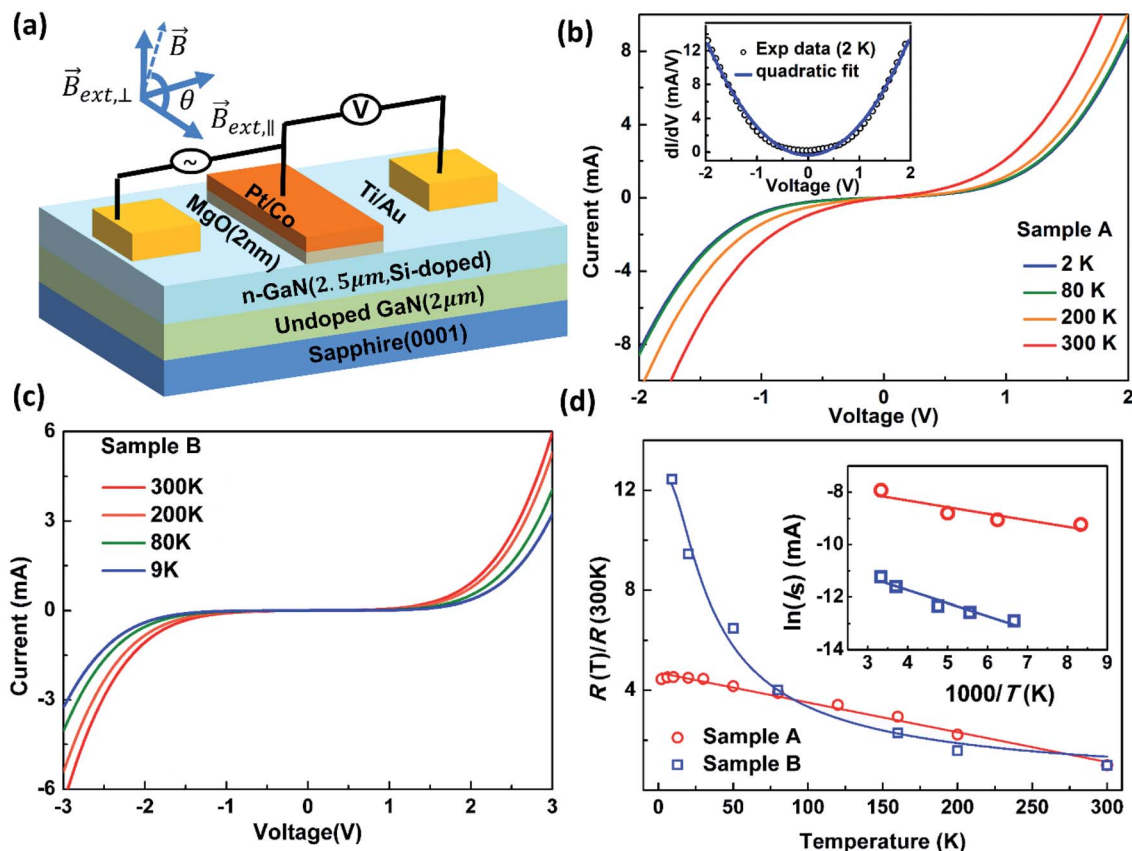 (a)
B⃗
B⃗ext,⊥
θ
B⃗ext,∥
V
~
Pt/Co
Ti/Au
MgO(2nm)
n-GaN(2.5μm,Si-doped)
Undoped GaN(2μm)
Sapphire(0001)
(b)
Current (mA)
8
4
0
-4
-8
-2 -1 0 1 2
Voltage (V)
dI/dV (mA/V)
12
8
4
0
Exp data (2 K)
quadratic fit
-2 -1 0 1 2
Voltage (V)
Sample A
2 K
80 K
200 K
300 K
(c)
Current (mA)
6
3
0
-3
-6
Sample B
300K
200K
80K
9K
-3 -2 -1 0 1 2 3
Voltage(V)
(d)
R(T)/R(300K)
12
8
4
0
Sample A
Sample B
0 50 100 150 200 250 300
Temperature (K)
ln(Is) (mA)
-8
-10
-12
-14
3 4 5 6 7 8 9
1000/T (K)